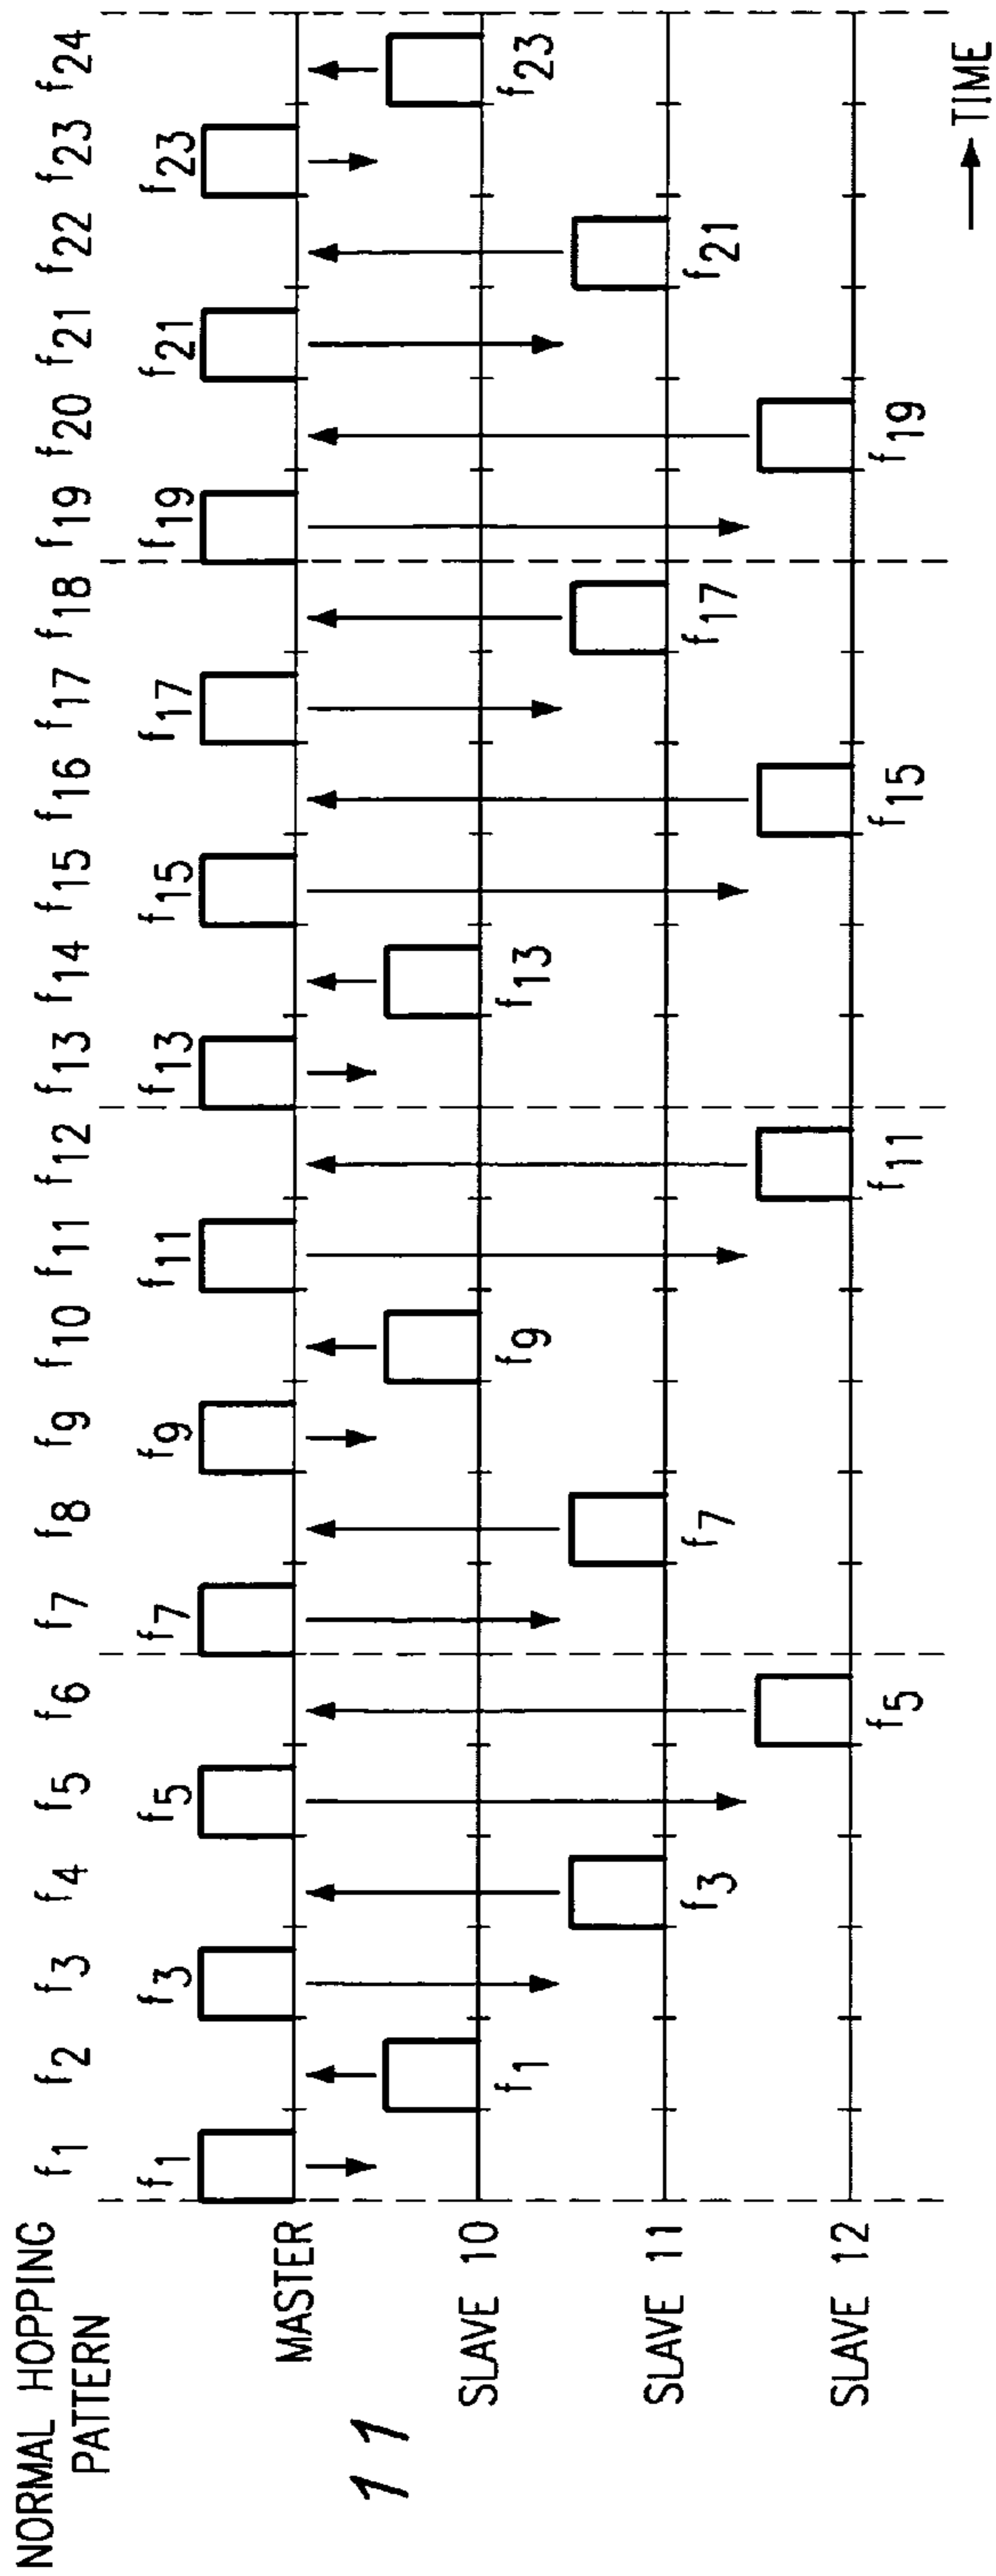 NORMAL HOPPING
PATTERN
f1 f2 f3 f4 f5 f6 f7 f8 f9 f10 f11 f12 f13 f14 f15 f16 f17 f18 f19 f20 f21 f22 f23 f24
f1 f3 f5 f7 f9 f11 f13 f15 f17 f19 f21 f23
MASTER
SLAVE 10
f1 f9 f13 f23
SLAVE 11
f3 f7 f17 f21
SLAVE 12
f5 f11 f15 f19
11
TIME